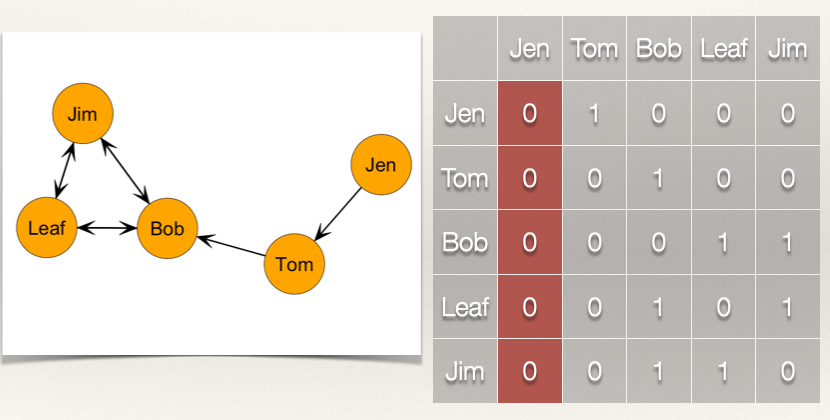 Jim
Jen
Leaf
Bob
Tom
Jen Tom Bob Leaf Jim
Jen 0 1 0 0 0
Tom 0 0 1 0 0
Bob 0 0 0 1 1
Leaf 0 0 1 0 1
Jim 0 0 1 1 0